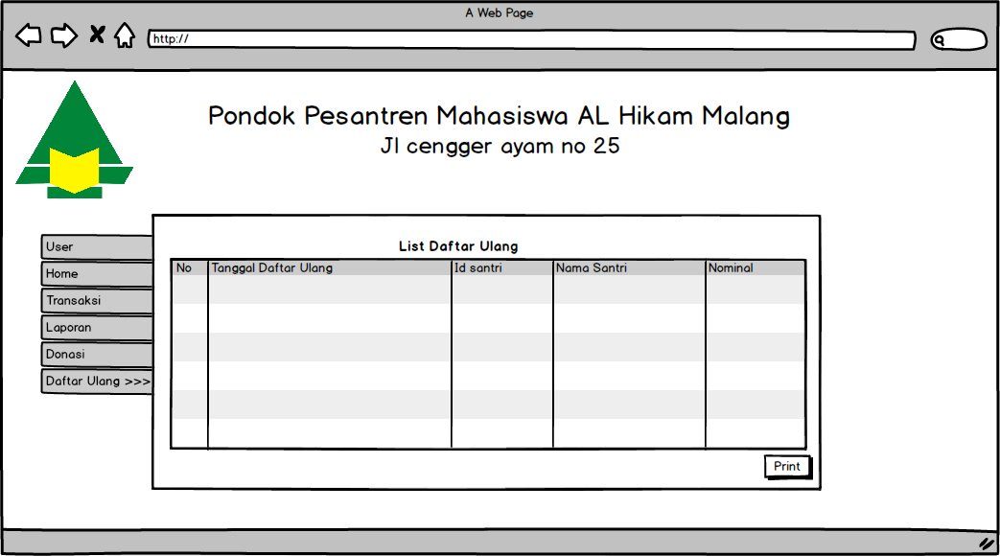 A Web Page
http://
Pondok Pesantren Mahasiswa AL Hikam Malang
Jl cengger ayam no 25
User
Home
Transaksi
Laporan
Donasi
Daftar Ulang >>>
List Daftar Ulang
No Tanggal Daftar Ulang Id santri Nama Santri Nominal
Print